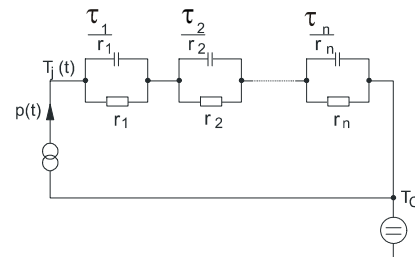 τ1 τ2 τn
r1 r2 rn
Tj(t)
p(t)
r1 r2 rn
TC